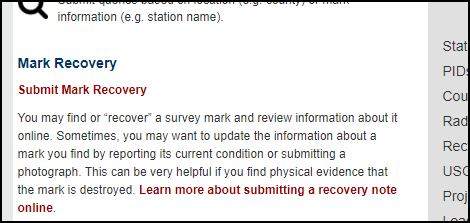 Submit queries based on location (e.g. county) or mark
information (e.g. station name).
Mark Recovery
Submit Mark Recovery
You may find or “recover” a survey mark and review information about it
online. Sometimes, you may want to update the information about a
mark you find by reporting its current condition or submitting a
photograph. This can be very helpful if you find physical evidence that
the mark is destroyed. Learn more about submitting a recovery note
online.
Stat
PIDs
Cou
Rad
Rec
USG
Proj